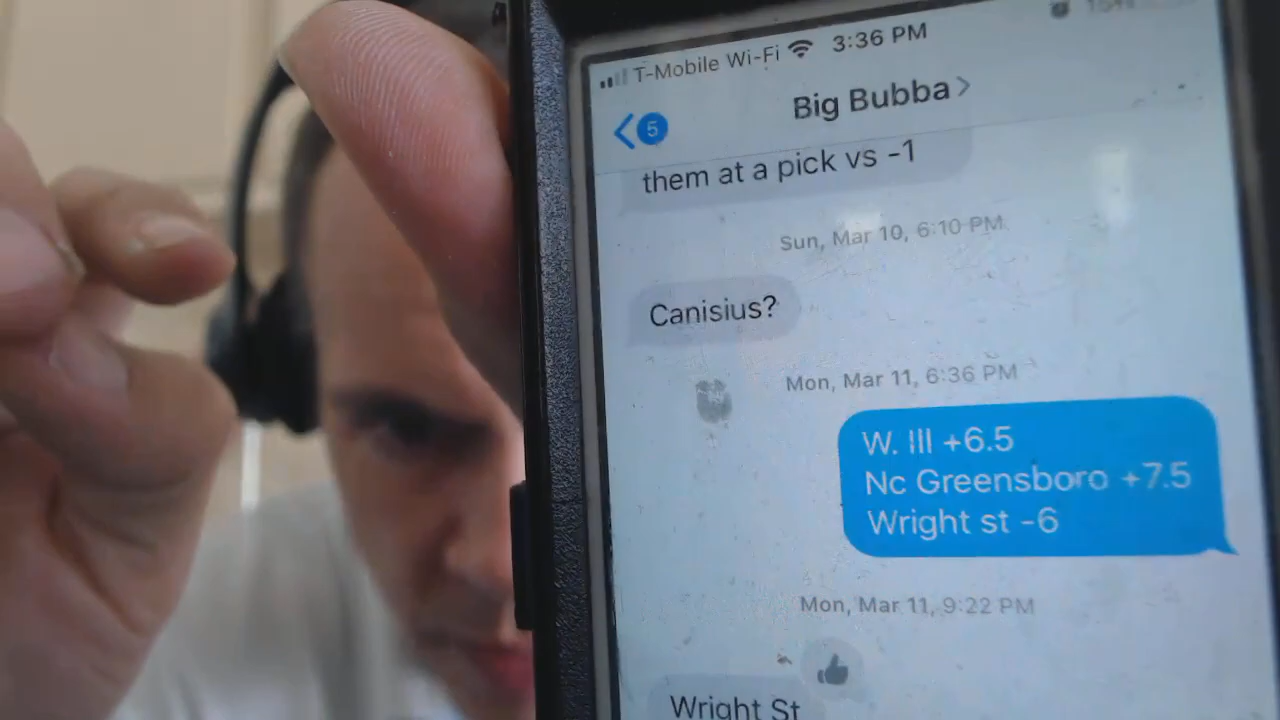 T-Mobile Wi-Fi 3:36 PM
5
Big Bubba
them at a pick vs -1
Sun, Mar 10, 6:10 PM
Canisius?
Mon, Mar 11, 6:36 PM
W. Ill +6.5
Nc Greensboro +7.5
Wright st -6
Mon, Mar 11, 9:22 PM
Wright St